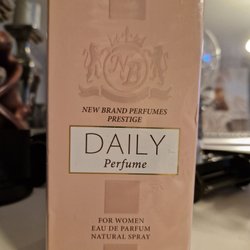 NB
NEW BRAND PERFUMES
PRESTIGE
DAILY
Perfume
FOR WOMEN
EAU DE PARFUM
NATURAL SPRAY